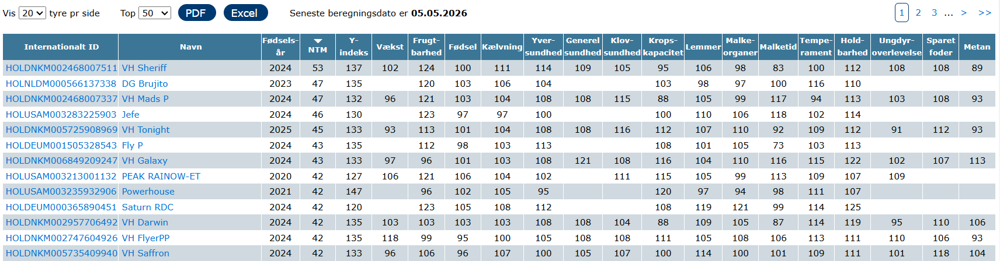 Vis 20 tyre pr side Top 50 PDF Excel Seneste beregningsdato er 05.05.2026 1 2 3 ... > >>
Internationalt ID Navn Fødsels-år NTM Y-indeks Vækst Frugt-barhed Fødsel Kælvning Yver-sundhed Generel sundhed Klov-sundhed Krops-kapacitet Lemmer Malke-organer Malketid Tempe-rament Hold-barhed Ungdyr-overlevelse Sparet foder Metan
HOLDNKM002468007511 VH Sheriff 2024 53 137 102 124 100 111 114 109 105 95 106 98 83 100 112 108 108 89
HOLNLDM000566137338 DG Brujito 2023 47 135 120 103 106 104 103 98 97 100 116 110
HOLDNKM002468007337 VH Mads P 2024 47 132 96 121 103 104 108 108 115 88 105 99 117 94 113 103 108 93
HOLUSAM003283225903 Jefe 2024 46 130 123 97 97 100 100 110 106 118 102 114
HOLDNKM005725908969 VH Tonight 2025 45 133 93 113 101 104 108 108 116 112 107 110 92 109 112 91 112 93
HOLDEUM001505328543 Fly P 2024 43 135 112 98 103 113 108 101 105 73 103 113
HOLDNKM006849209247 VH Galaxy 2024 43 133 97 96 101 103 108 121 108 116 104 110 116 115 122 102 107 113
HOLUSAM003213001132 PEAK RAINOW-ET 2020 42 127 106 121 106 104 102 111 115 105 99 113 109 107 109
HOLUSAM003235932906 Powerhouse 2021 42 147 96 102 105 95 120 97 94 98 111 107
HOLDEUM000365890451 Saturn RDC 2024 42 120 123 105 108 112 108 119 121 99 114 125
HOLDNKM002957706492 VH Darwin 2024 42 135 103 103 103 103 108 108 104 88 109 105 87 114 119 95 110 106
HOLDNKM002747604926 VH FlyerPP 2024 42 135 118 99 95 100 105 108 108 111 105 108 106 113 111 110 106 93
HOLDNKM005735409940 VH Saffron 2024 42 133 96 106 96 107 100 105 107 100 114 100 101 109 111 101 118 104